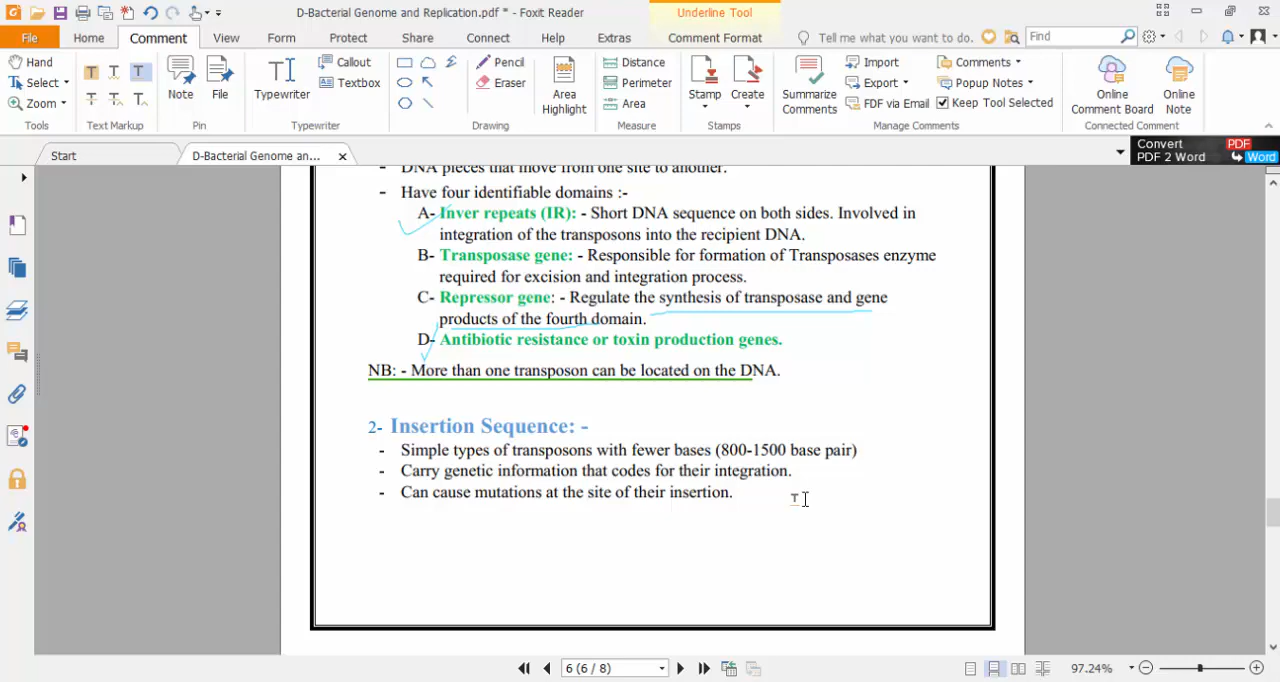 D-Bacterial Genome and Replication.pdf * - Foxit Reader
Underline Tool
File
Home
Comment
View
Form
Protect
Share
Connect
Help
Extras
Comment Format
Tell me what you want to do.
Find
Hand
Select
Zoom
Tools
Text Markup
Note
File
Pin
Typewriter
Callout
Textbox
Typewriter
Pencil
Eraser
Area Highlight
Drawing
Distance
Perimeter
Area
Measure
Stamp
Create
Stamps
Summarize Comments
Import
Export
FDF via Email
Comments
Popup Notes
Keep Tool Selected
Manage Comments
Online Comment Board
Online Note
Connected Comment
Start
D-Bacterial Genome an...
Convert PDF
PDF 2 Word Word
- DNA pieces that move from one site to another.
- Have four identifiable domains :-
A- Inver repeats (IR): - Short DNA sequence on both sides. Involved in
integration of the transposons into the recipient DNA.
B- Transposase gene: - Responsible for formation of Transposases enzyme
required for excision and integration process.
C- Repressor gene: - Regulate the synthesis of transposase and gene
products of the fourth domain.
D- Antibiotic resistance or toxin production genes.
NB: - More than one transposon can be located on the DNA.
2- Insertion Sequence: -
- Simple types of transposons with fewer bases (800-1500 base pair)
- Carry genetic information that codes for their integration.
- Can cause mutations at the site of their insertion.
6 (6 / 8)
97.24%